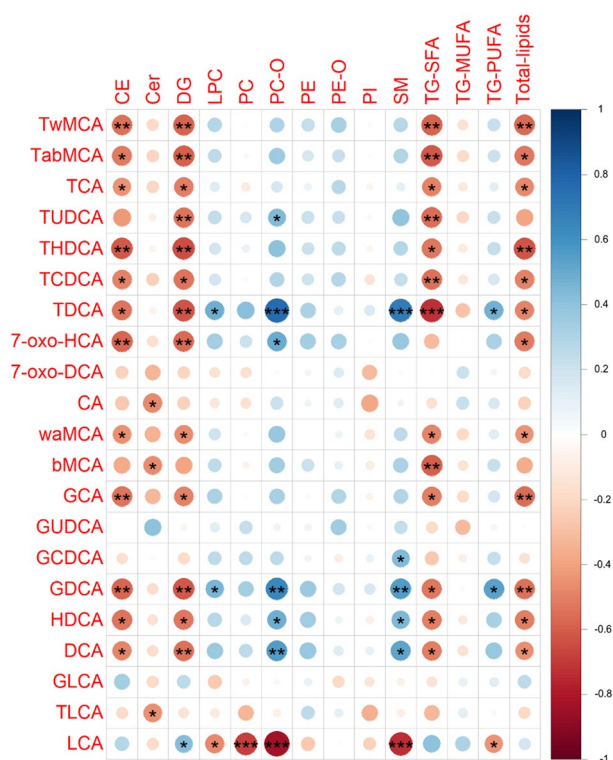 CE Cer DG LPC PC PC-O PE PE-O PI SM TG-SFA TG-MUFA TG-PUFA Total-lipids
TwMCA ** ** ** ** 1
TabMCA * ** ** *
TCA * * * * 0.8
TUDCA ** * **
THDCA ** ** * ** 0.6
TCDCA * * ** *
TDCA * ** * *** *** *** * * 0.4
7-oxo-HCA ** ** * *
7-oxo-DCA 0.2
CA *
waMCA * * * * 0
bMCA * **
GCA ** * * ** -0.2
GUDCA
GCDCA * -0.4
GDCA ** ** * ** ** * * **
HDCA * * * * * * -0.6
DCA * ** ** * * *
GLCA
TLCA * -0.8
LCA * * *** *** *** * -1